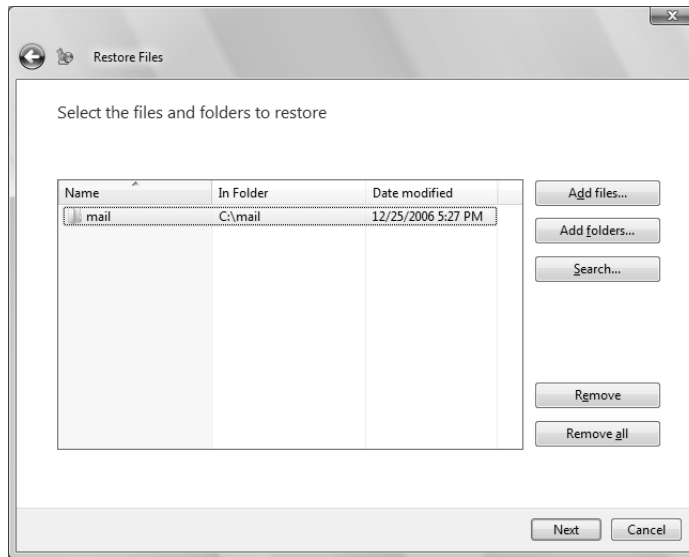 Restore Files
Select the files and folders to restore
Name In Folder Date modified
mail C:\mail 12/25/2006 5:27 PM
Add files...
Add folders...
Search...
Remove
Remove all
Next Cancel